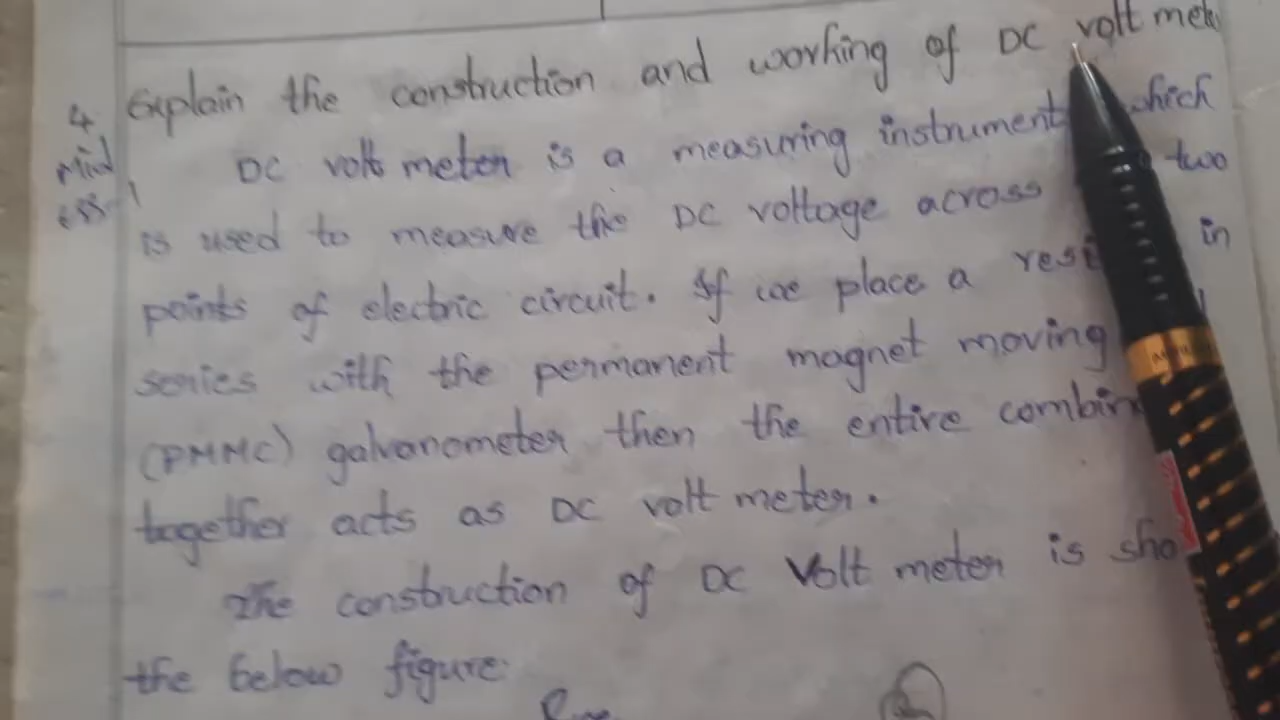 Explain the construction and working of DC volt
4
DC volt meter is a measuring instrument which
is used to measure the DC voltage across two
points of electric circuit. If we place a in
series with the permanent magnet moving
(PMMC) galvanometer then the entire
together acts as DC volt meter.
The construction of DC Volt meter is
the below figure: